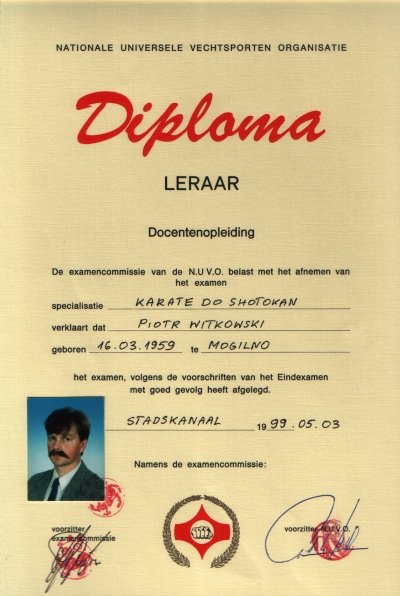 NATIONALE UNIVERSELE VECHTSPORTEN ORGANISATIE
Diploma
LERAAR
Docentenopleiding
De examencommissie van de N.U.V.O. belast met het afnemen van
het examen
specialisatie KARATE DO SHOTOKAN
verklaart dat PIOTR WITKOWSKI
geboren 16.03.1959 te MOGILNO
het examen, volgens de voorschriften van het Eindexamen
met goed gevolg heeft afgelegd.
STADSKANAAL 1999.05.03
Namens de examencommissie:
voorzitter
examencommissie
voorzitter N.U.V.O.